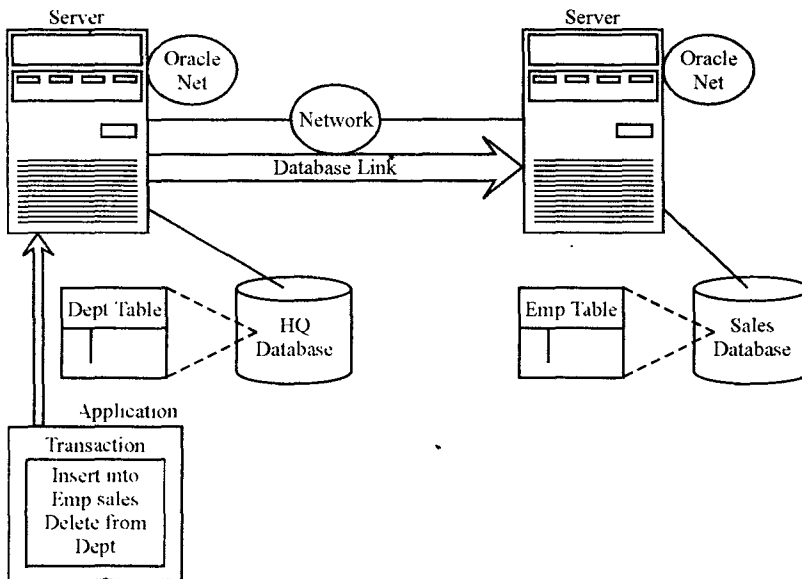 Server
Server
Oracle
Net
Oracle
Net
Network
Database Link
Dept Table
HQ
Database
Emp Table
Sales
Database
Application
Transaction
Insert into
Emp sales
Delete from
Dept